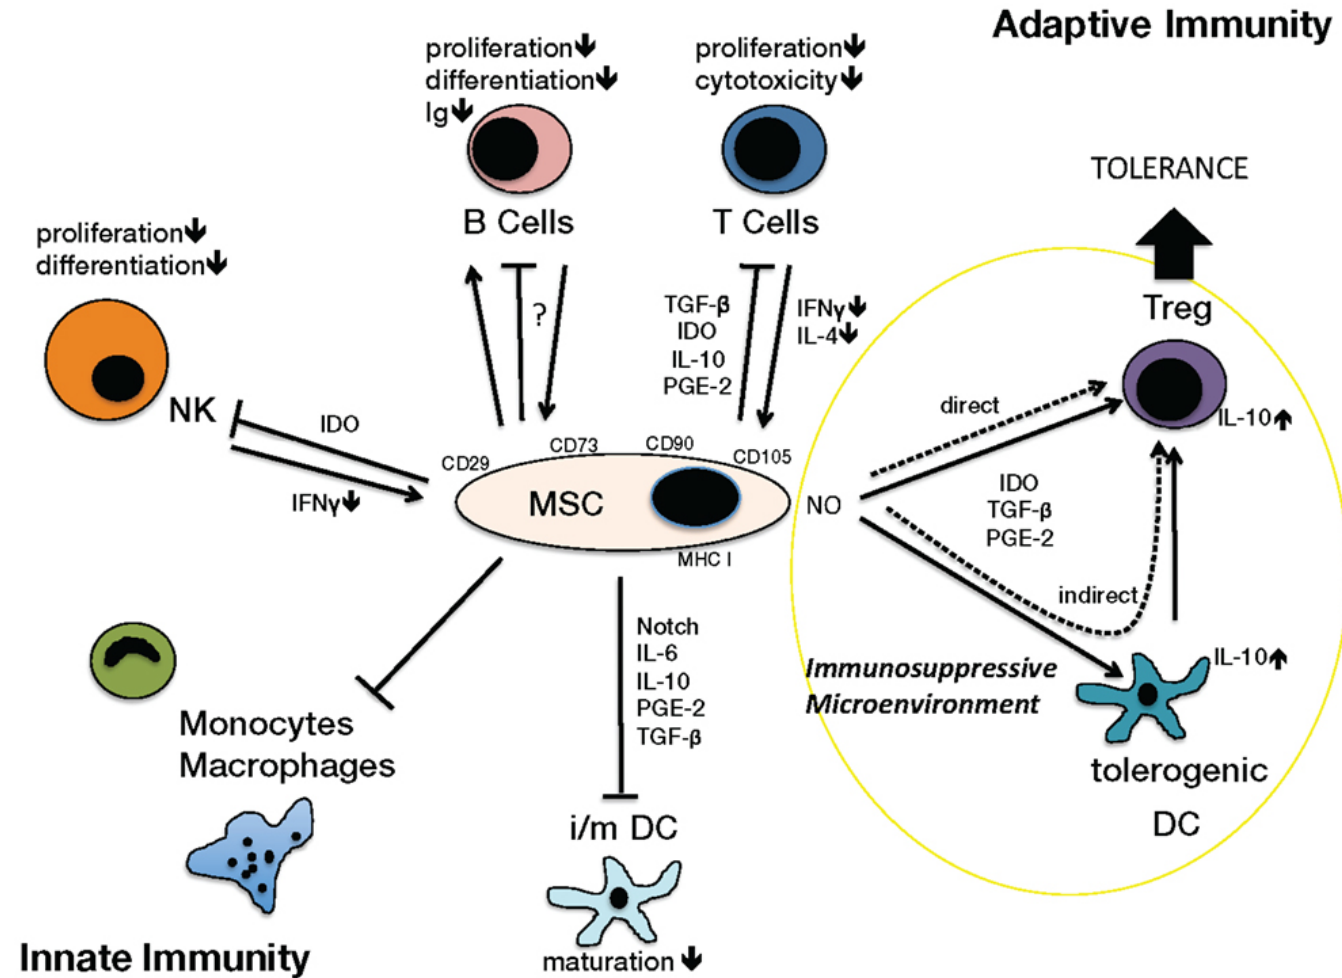 Adaptive Immunity
proliferation↓
differentiation↓
Ig↓
B Cells
proliferation↓
cytotoxicity↓
T Cells
TOLERANCE
Treg
IL-10↑
proliferation↓
differentiation↓
NK
IDO
IFNγ↓
?
TGF-β
IDO
IL-10
PGE-2
IFNγ↓
IL-4↓
CD29
CD73
CD90
CD105
MSC
MHC I
NO
direct
IDO
TGF-β
PGE-2
indirect
Immunosuppressive
Microenvironment
IL-10↑
tolerogenic
DC
Monocytes
Macrophages
Notch
IL-6
IL-10
PGE-2
TGF-β
i/m DC
maturation ↓
Innate Immunity